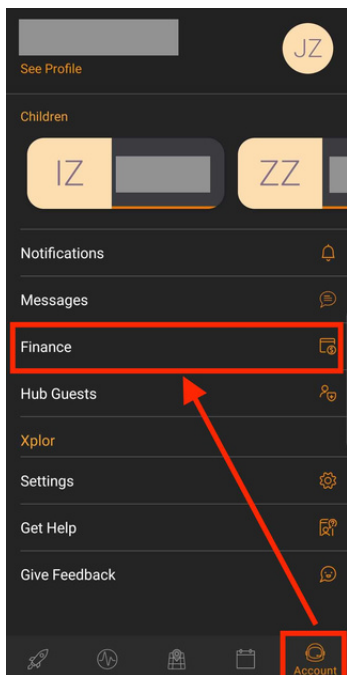 JZ
See Profile
Children
IZ
ZZ
Notifications
Messages
Finance
Hub Guests
Xplor
Settings
Get Help
Give Feedback
Account